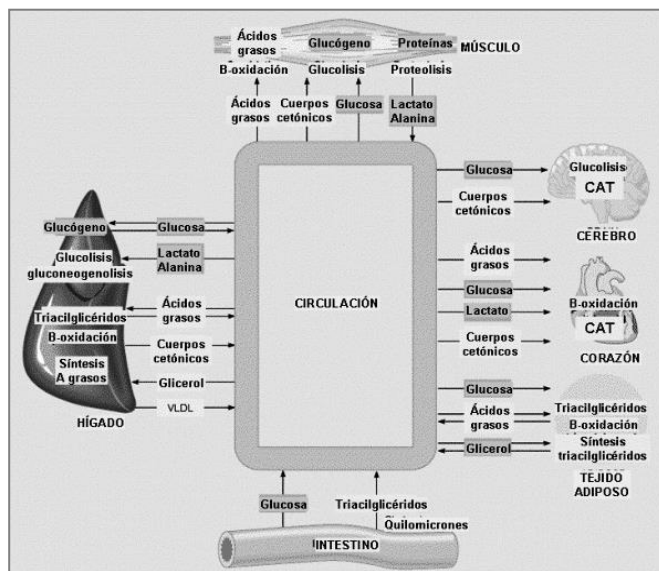 Ácidos
grasos
Glucógeno
Proteínas
MÚSCULO
B-oxidación
Glucolisis
Proteolisis
Ácidos
grasos
Cuerpos
cetónicos
Glucosa
Lactato
Alanina
Glucosa
Glucolisis
CAT
Cuerpos
cetónicos
CEREBRO
Glucógeno
Glucosa
Glucolisis
gluconeogenolisis
Lactato
Alanina
Triacilglicéridos
Ácidos
grasos
B-oxidación
Cuerpos
cetónicos
Síntesis
A grasos
Glicerol
HÍGADO
VLDL
CIRCULACIÓN
Ácidos
grasos
Glucosa
B-oxidación
Lactato
CAT
Cuerpos
cetónicos
CORAZÓN
Glucosa
Ácidos
grasos
Triacilglicéridos
B-oxidación
Glicerol
Síntesis
triacilglicéridos
TEJIDO
ADIPOSO
Glucosa
Triacilglicéridos
Quilomicrones
INTESTINO